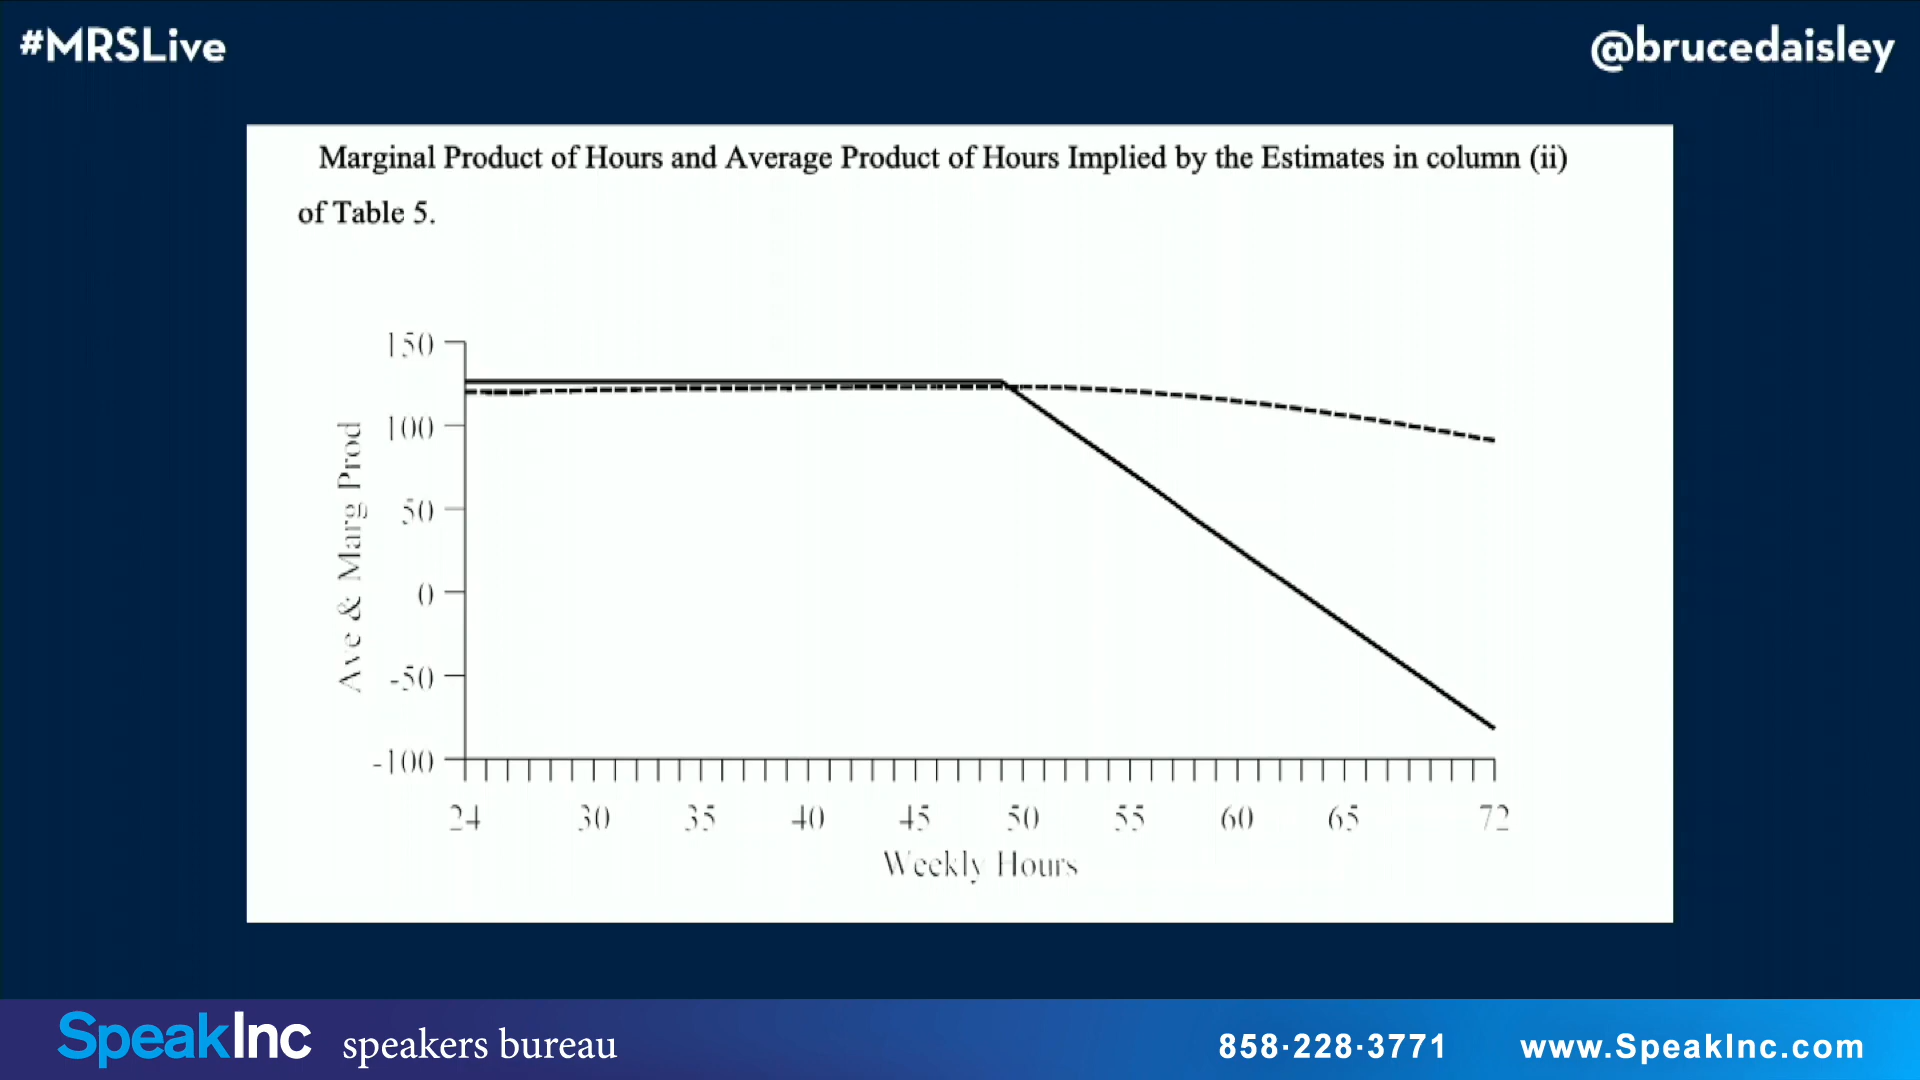 #MRSLive
@brucedaisley
Marginal Product of Hours and Average Product of Hours Implied by the Estimates in column (ii)
of Table 5.
150
100
50
0
-50
-100
Ave & Marg Prod
24 30 35 40 45 50 55 60 65 72
Weekly Hours
SpeakInc speakers bureau
858·228·3771
www.SpeakInc.com